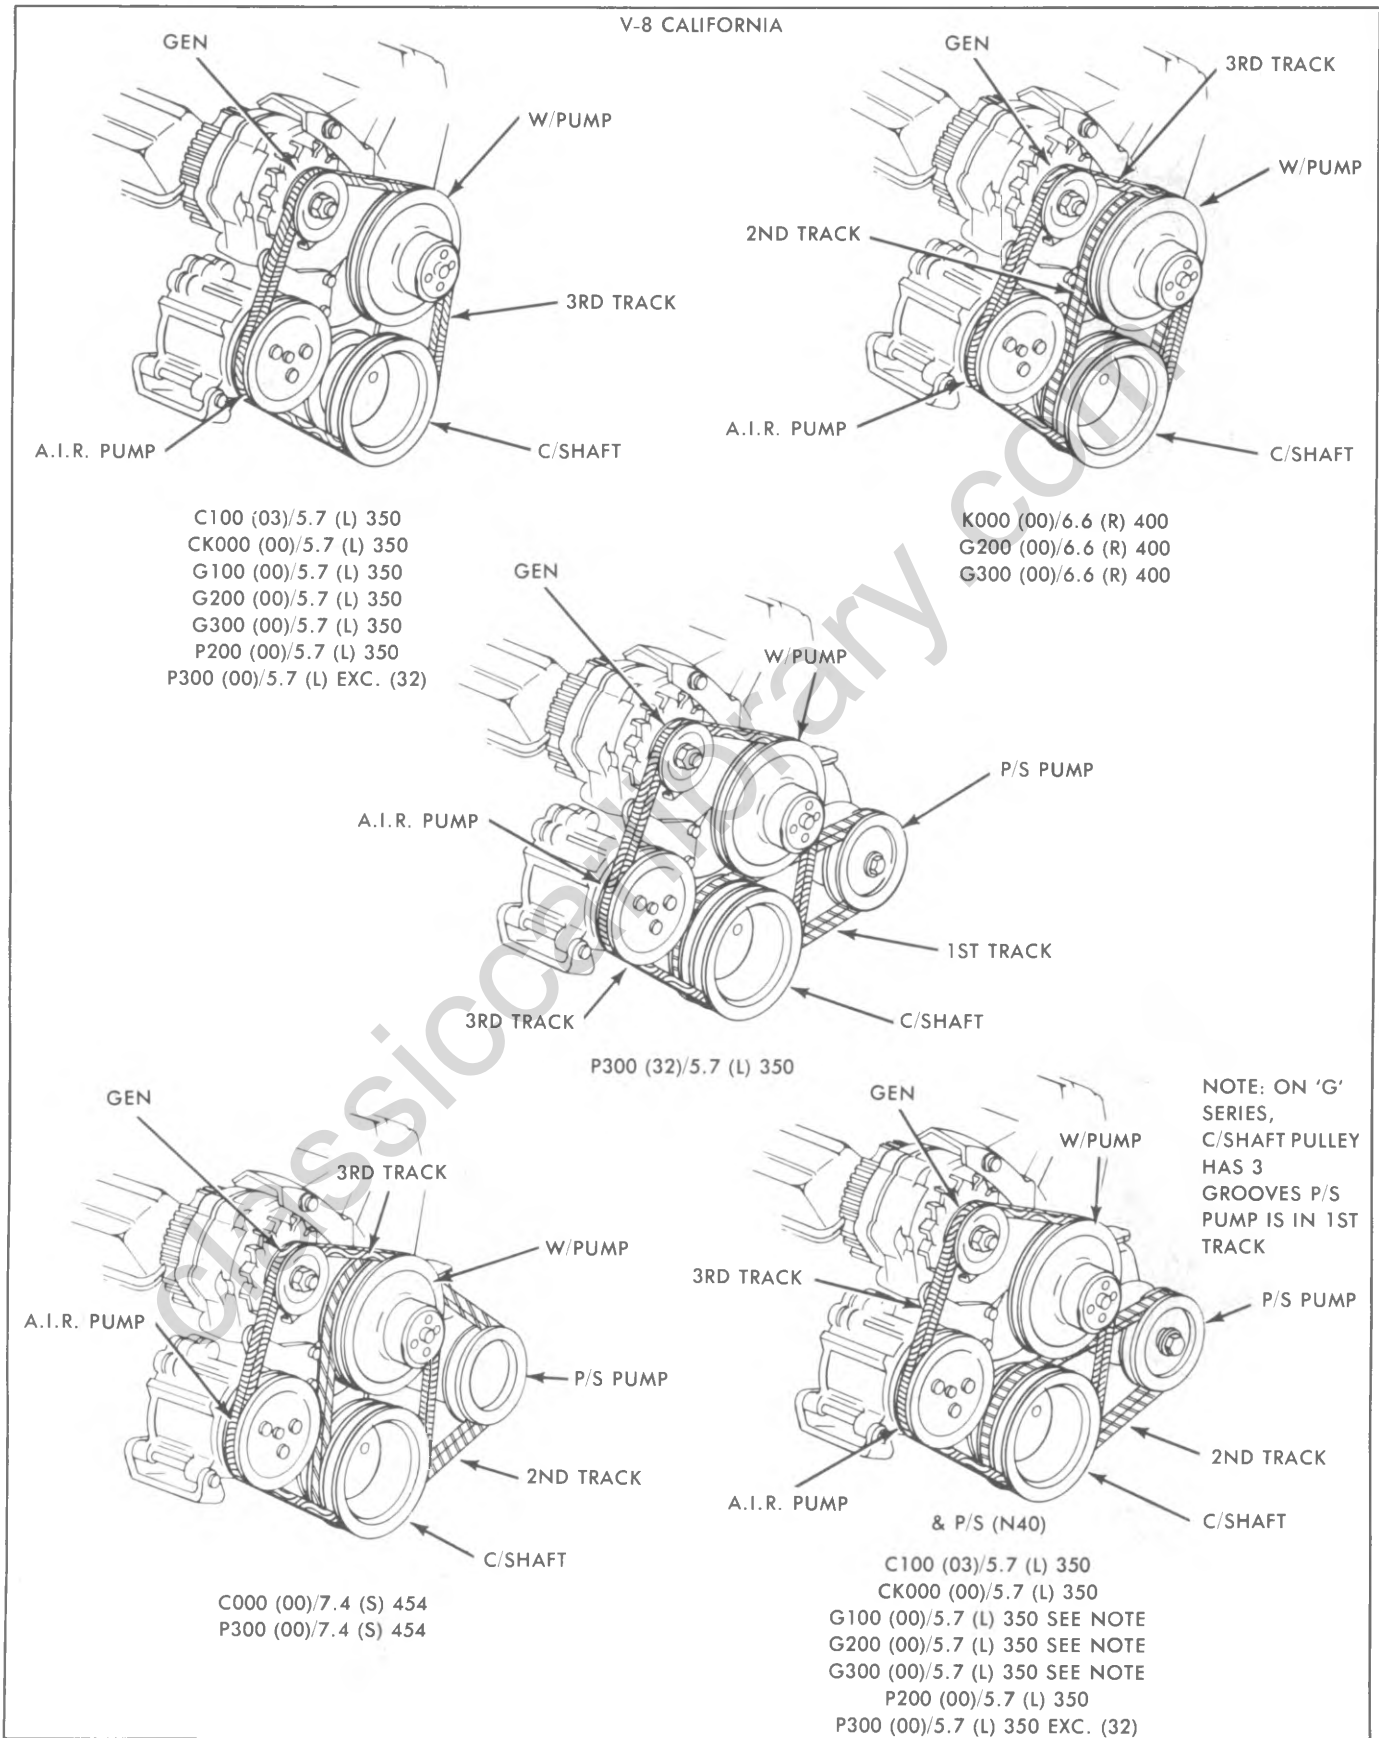 V-8 CALIFORNIA
GEN
W/PUMP
3RD TRACK
A.I.R. PUMP
C/SHAFT
C100 (03)/5.7 (L) 350
CK000 (00)/5.7 (L) 350
G100 (00)/5.7 (L) 350
G200 (00)/5.7 (L) 350
G300 (00)/5.7 (L) 350
P200 (00)/5.7 (L) 350
P300 (00)/5.7 (L) EXC. (32)
GEN
3RD TRACK
W/PUMP
2ND TRACK
A.I.R. PUMP
C/SHAFT
K000 (00)/6.6 (R) 400
G200 (00)/6.6 (R) 400
G300 (00)/6.6 (R) 400
GEN
W/PUMP
P/S PUMP
A.I.R. PUMP
1ST TRACK
3RD TRACK
C/SHAFT
P300 (32)/5.7 (L) 350
GEN
3RD TRACK
W/PUMP
A.I.R. PUMP
P/S PUMP
2ND TRACK
C/SHAFT
C000 (00)/7.4 (S) 454
P300 (00)/7.4 (S) 454
GEN
W/PUMP
NOTE: ON 'G'
SERIES,
C/SHAFT PULLEY
HAS 3
GROOVES P/S
PUMP IS IN 1ST
TRACK
3RD TRACK
P/S PUMP
2ND TRACK
A.I.R. PUMP
C/SHAFT
& P/S (N40)
C100 (03)/5.7 (L) 350
CK000 (00)/5.7 (L) 350
G100 (00)/5.7 (L) 350 SEE NOTE
G200 (00)/5.7 (L) 350 SEE NOTE
G300 (00)/5.7 (L) 350 SEE NOTE
P200 (00)/5.7 (L) 350
P300 (00)/5.7 (L) 350 EXC. (32)
classiccarlibrary.com